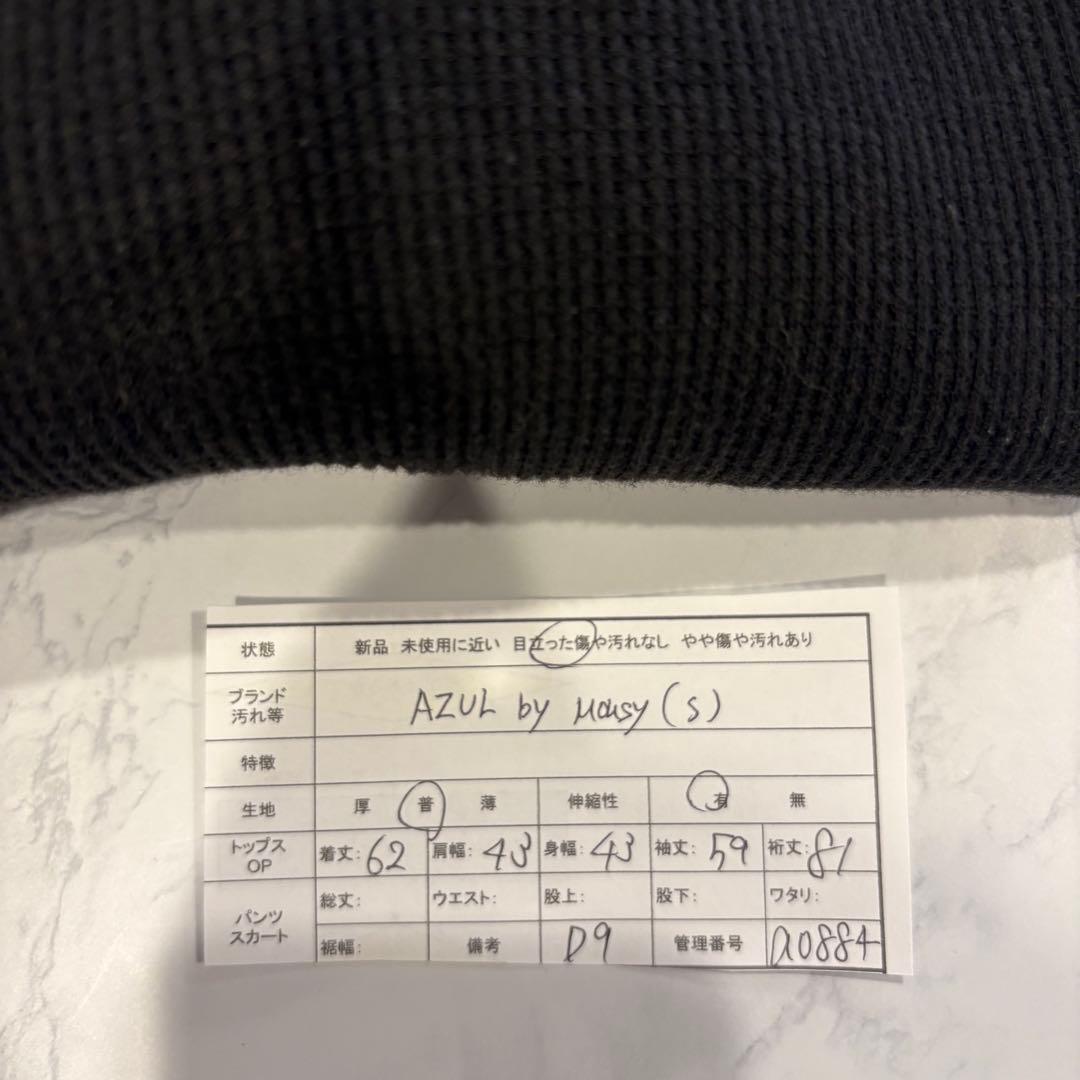 状態 新品 未使用に近い 目立った傷や汚れなし やや傷や汚れあり
ブランド
汚れ等
AZUL by mousy (S)
特徴
生地 厚 普 薄 伸縮性 有 無
トップス
OP
着丈: 62 肩幅: 43 身幅: 43 袖丈: 59 裄丈: 81
パンツ
スカート
総丈: ウエスト: 股上: 股下: ワタリ:
裾幅: 備考 D9 管理番号 a0884